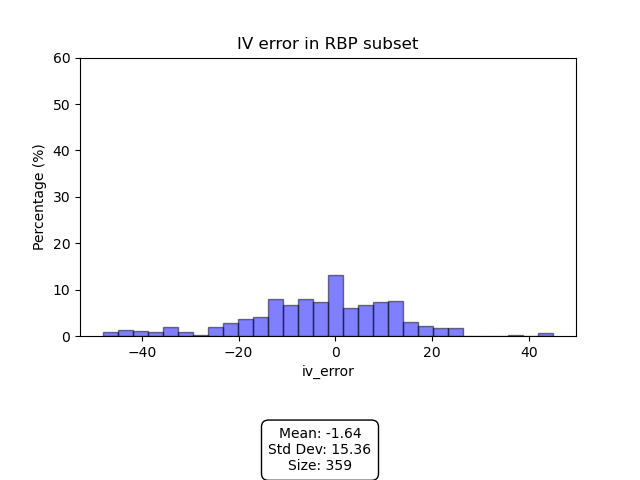 IV error in RBP subset
60
50
40
30
20
10
0
Percentage (%)
−40
−20
0
20
40
iv_error
Mean: -1.64
Std Dev: 15.36
Size: 359